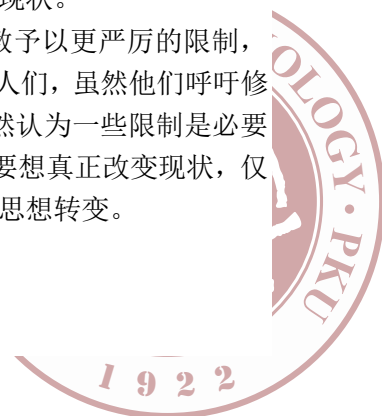 现状。
予以更严厉的限制，
人们，虽然他们呼吁修
然认为一些限制是必要
要想真正改变现状，仅
思想转变。
OLOGY · PKU
1922